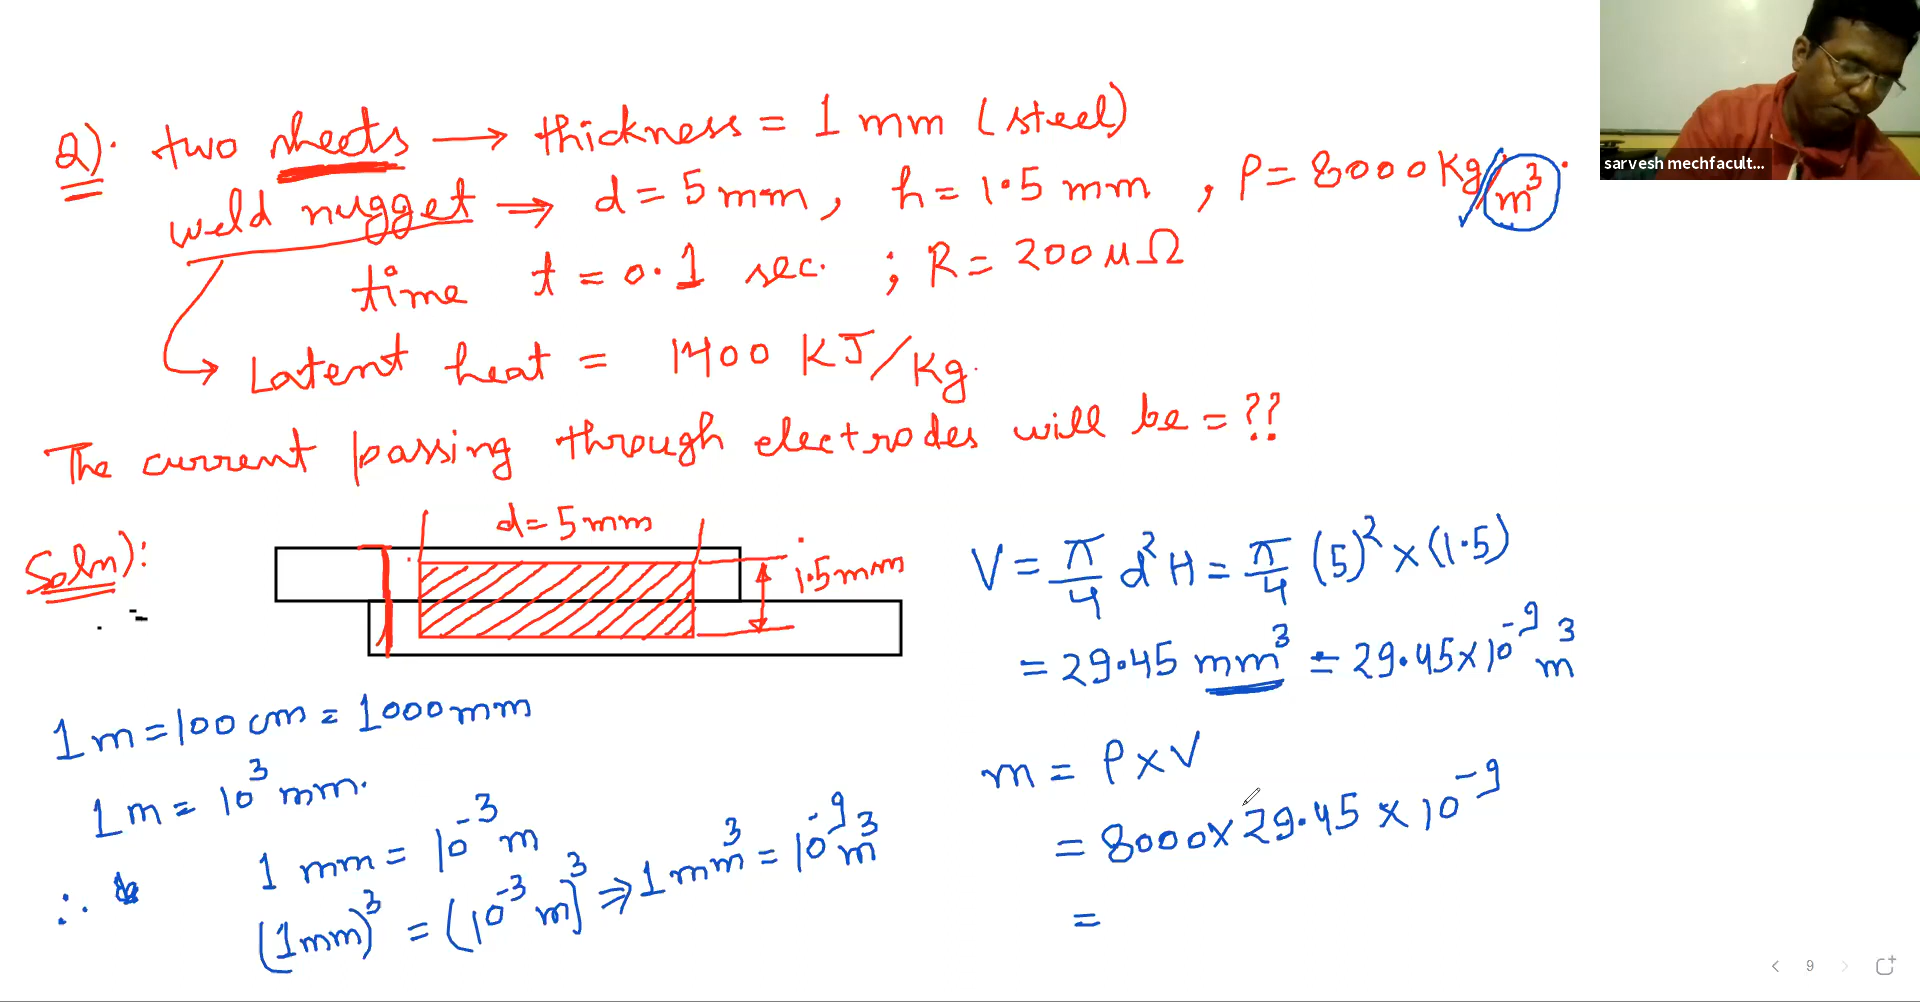 Q). two sheets → thickness = 1 mm (steel)
weld nugget → d = 5 mm, h = 1.5 mm , ρ = 8000 Kg/m³.
time t = 0.1 sec. ; R = 200 μΩ
→ Latent heat = 1400 KJ/Kg.
The current passing through electrodes will be = ??
Soln):
d = 5 mm
1.5 mm
1 m = 100 cm = 1000 mm
1 m = 10³ mm.
∴ 1 mm = 10⁻³ m
(1mm)³ = (10⁻³ m)³ ⇒ 1 mm³ = 10⁻⁹ m³
V = π/4 d² H = π/4 (5)² × (1.5)
= 29.45 mm³ = 29.45 × 10⁻⁹ m³
m = ρ × V
= 8000 × 29.45 × 10⁻⁹
=
sarvesh mechfacult...
9